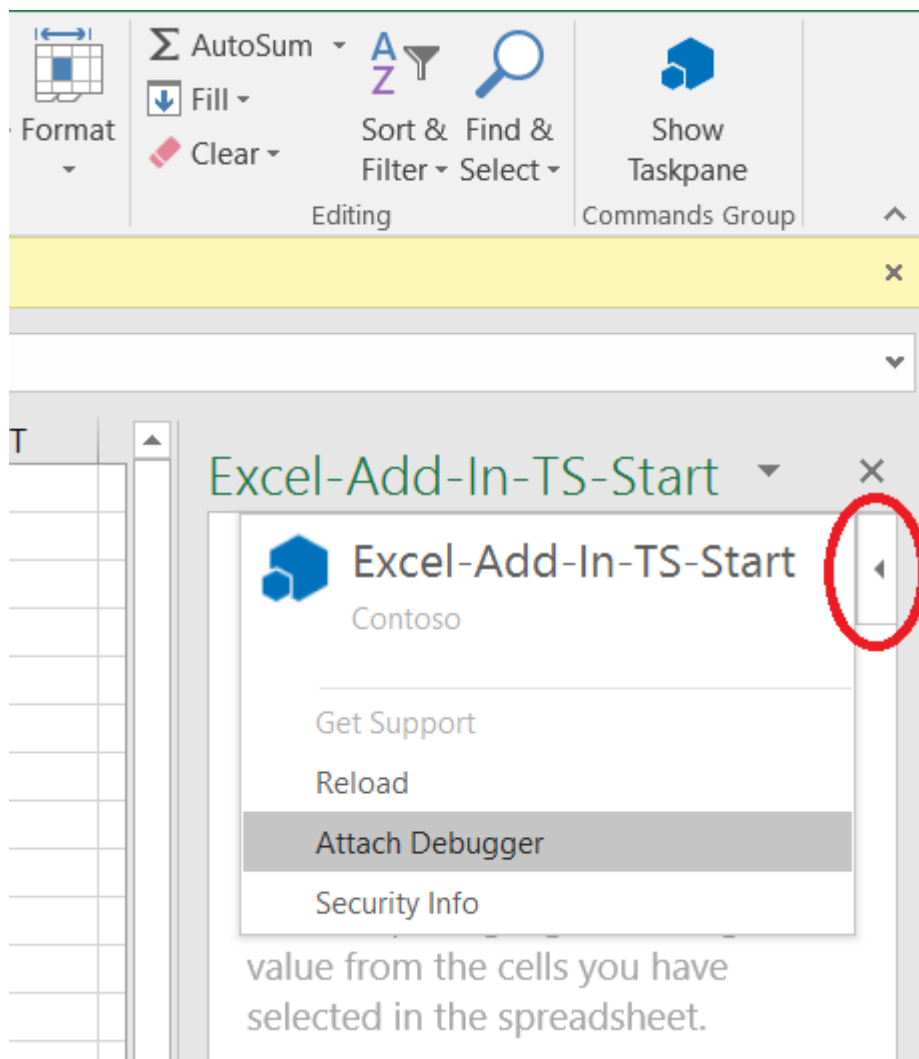 AutoSum
Fill
Clear
Format
A
Z
Sort &
Filter
Find &
Select
Editing
Show
Taskpane
Commands Group
T
Excel-Add-In-TS-Start
Excel-Add-In-TS-Start
Contoso
Get Support
Reload
Attach Debugger
Security Info
value from the cells you have
selected in the spreadsheet.